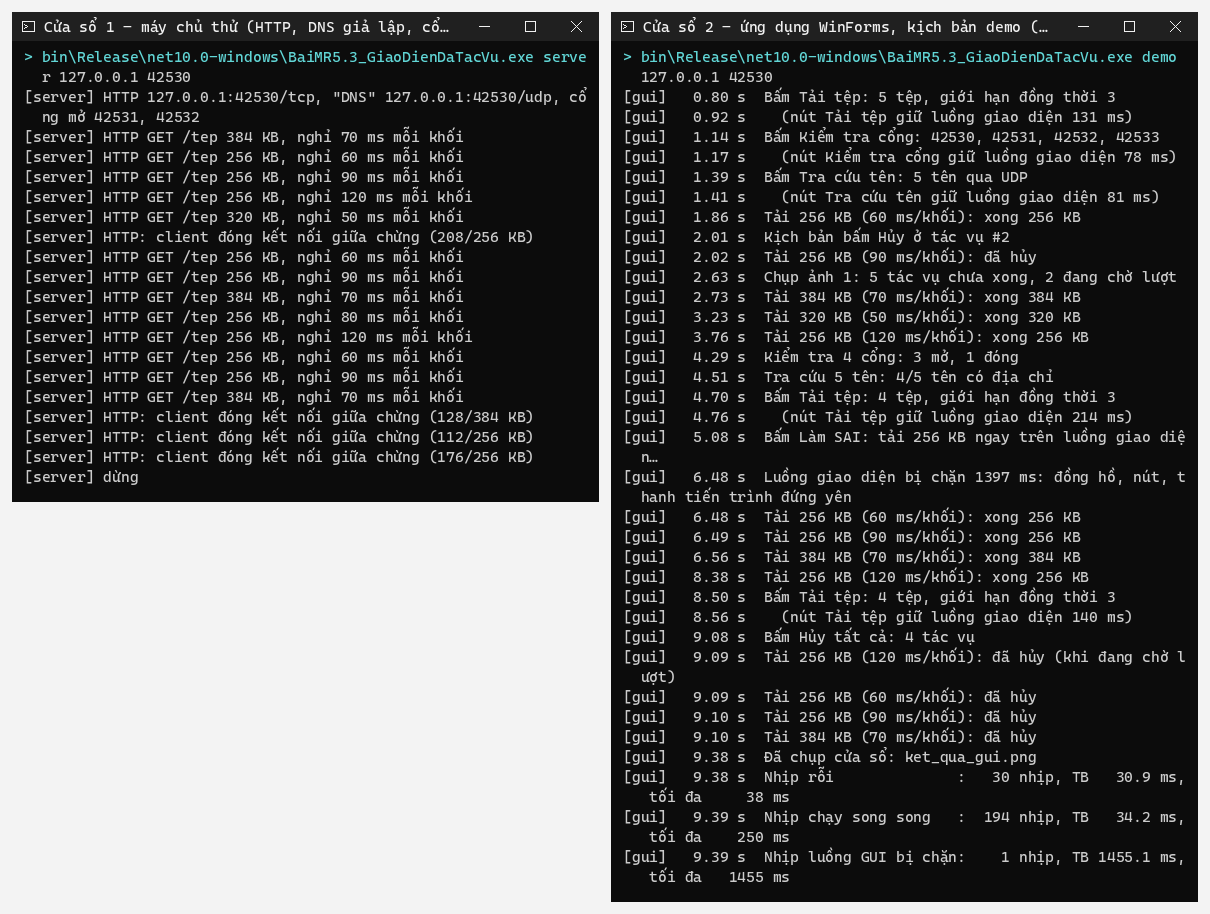 Cửa sổ 1 – máy chủ thử (HTTP, DNS giả lập, cổ…
> bin\Release\net10.0-windows\BaiMR5.3_GiaoDienDaTacVu.exe serve
r 127.0.0.1 42530
[server] HTTP 127.0.0.1:42530/tcp, "DNS" 127.0.0.1:42530/udp, cổ
ng mở 42531, 42532
[server] HTTP GET /tep 384 KB, nghỉ 70 ms mỗi khối
[server] HTTP GET /tep 256 KB, nghỉ 60 ms mỗi khối
[server] HTTP GET /tep 256 KB, nghỉ 90 ms mỗi khối
[server] HTTP GET /tep 256 KB, nghỉ 120 ms mỗi khối
[server] HTTP GET /tep 320 KB, nghỉ 50 ms mỗi khối
[server] HTTP: client đóng kết nối giữa chừng (208/256 KB)
[server] HTTP GET /tep 256 KB, nghỉ 60 ms mỗi khối
[server] HTTP GET /tep 256 KB, nghỉ 90 ms mỗi khối
[server] HTTP GET /tep 384 KB, nghỉ 70 ms mỗi khối
[server] HTTP GET /tep 256 KB, nghỉ 80 ms mỗi khối
[server] HTTP GET /tep 256 KB, nghỉ 120 ms mỗi khối
[server] HTTP GET /tep 256 KB, nghỉ 60 ms mỗi khối
[server] HTTP GET /tep 256 KB, nghỉ 90 ms mỗi khối
[server] HTTP GET /tep 384 KB, nghỉ 70 ms mỗi khối
[server] HTTP: client đóng kết nối giữa chừng (128/384 KB)
[server] HTTP: client đóng kết nối giữa chừng (112/256 KB)
[server] HTTP: client đóng kết nối giữa chừng (176/256 KB)
[server] dừng
Cửa sổ 2 – ứng dụng WinForms, kịch bản demo (…
> bin\Release\net10.0-windows\BaiMR5.3_GiaoDienDaTacVu.exe demo
127.0.0.1 42530
[gui]   0.80 s  Bấm Tải tệp: 5 tệp, giới hạn đồng thời 3
[gui]   0.92 s    (nút Tải tệp giữ luồng giao diện 131 ms)
[gui]   1.14 s  Bấm Kiểm tra cổng: 42530, 42531, 42532, 42533
[gui]   1.17 s    (nút Kiểm tra cổng giữ luồng giao diện 78 ms)
[gui]   1.39 s  Bấm Tra cứu tên: 5 tên qua UDP
[gui]   1.41 s    (nút Tra cứu tên giữ luồng giao diện 81 ms)
[gui]   1.86 s  Tải 256 KB (60 ms/khối): xong 256 KB
[gui]   2.01 s  Kịch bản bấm Hủy ở tác vụ #2
[gui]   2.02 s  Tải 256 KB (90 ms/khối): đã hủy
[gui]   2.63 s  Chụp ảnh 1: 5 tác vụ chưa xong, 2 đang chờ lượt
[gui]   2.73 s  Tải 384 KB (70 ms/khối): xong 384 KB
[gui]   3.23 s  Tải 320 KB (50 ms/khối): xong 320 KB
[gui]   3.76 s  Tải 256 KB (120 ms/khối): xong 256 KB
[gui]   4.29 s  Kiểm tra 4 cổng: 3 mở, 1 đóng
[gui]   4.51 s  Tra cứu 5 tên: 4/5 tên có địa chỉ
[gui]   4.70 s  Bấm Tải tệp: 4 tệp, giới hạn đồng thời 3
[gui]   4.76 s    (nút Tải tệp giữ luồng giao diện 214 ms)
[gui]   5.08 s  Bấm Làm SAI: tải 256 KB ngay trên luồng giao diệ
n…
[gui]   6.48 s  Luồng giao diện bị chặn 1397 ms: đồng hồ, nút, t
hanh tiến trình đứng yên
[gui]   6.48 s  Tải 256 KB (60 ms/khối): xong 256 KB
[gui]   6.49 s  Tải 256 KB (90 ms/khối): xong 256 KB
[gui]   6.56 s  Tải 384 KB (70 ms/khối): xong 384 KB
[gui]   8.38 s  Tải 256 KB (120 ms/khối): xong 256 KB
[gui]   8.50 s  Bấm Tải tệp: 4 tệp, giới hạn đồng thời 3
[gui]   8.56 s    (nút Tải tệp giữ luồng giao diện 140 ms)
[gui]   9.08 s  Bấm Hủy tất cả: 4 tác vụ
[gui]   9.09 s  Tải 256 KB (120 ms/khối): đã hủy (khi đang chờ l
ượt)
[gui]   9.09 s  Tải 256 KB (60 ms/khối): đã hủy
[gui]   9.10 s  Tải 256 KB (90 ms/khối): đã hủy
[gui]   9.10 s  Tải 384 KB (70 ms/khối): đã hủy
[gui]   9.38 s  Đã chụp cửa sổ: ket_qua_gui.png
[gui]   9.38 s  Nhịp rỗi              :   30 nhịp, TB   30.9 ms,
tối đa     38 ms
[gui]   9.39 s  Nhịp chạy song song   :  194 nhịp, TB   34.2 ms,
tối đa    250 ms
[gui]   9.39 s  Nhịp luồng GUI bị chặn:    1 nhịp, TB 1455.1 ms,
tối đa   1455 ms